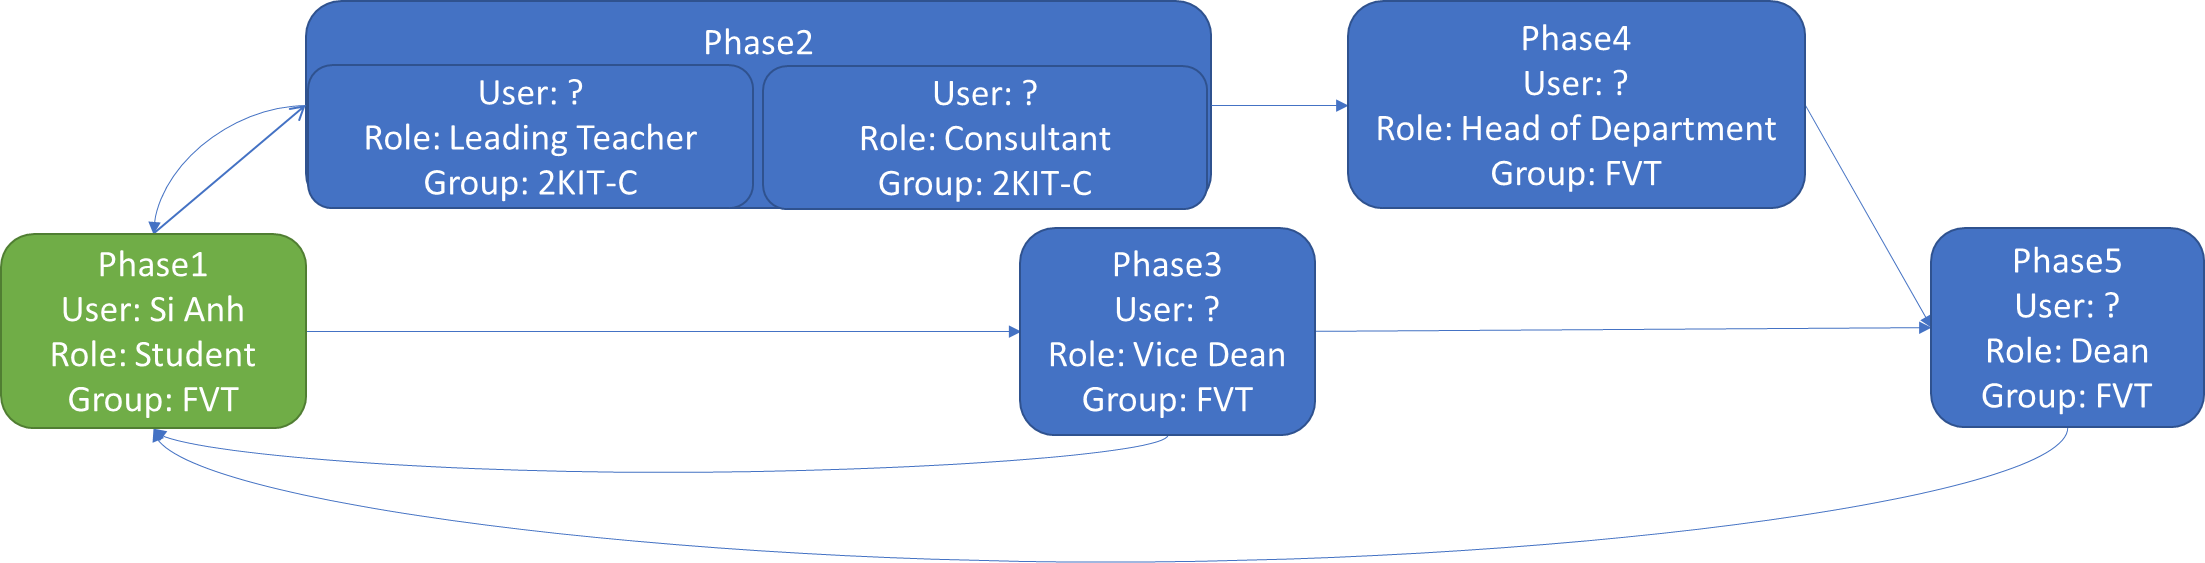 Phase2
User: ?
Role: Leading Teacher
Group: 2KIT-C
User: ?
Role: Consultant
Group: 2KIT-C
Phase4
User: ?
Role: Head of Department
Group: FVT
Phase1
User: Si Anh
Role: Student
Group: FVT
Phase3
User: ?
Role: Vice Dean
Group: FVT
Phase5
User: ?
Role: Dean
Group: FVT